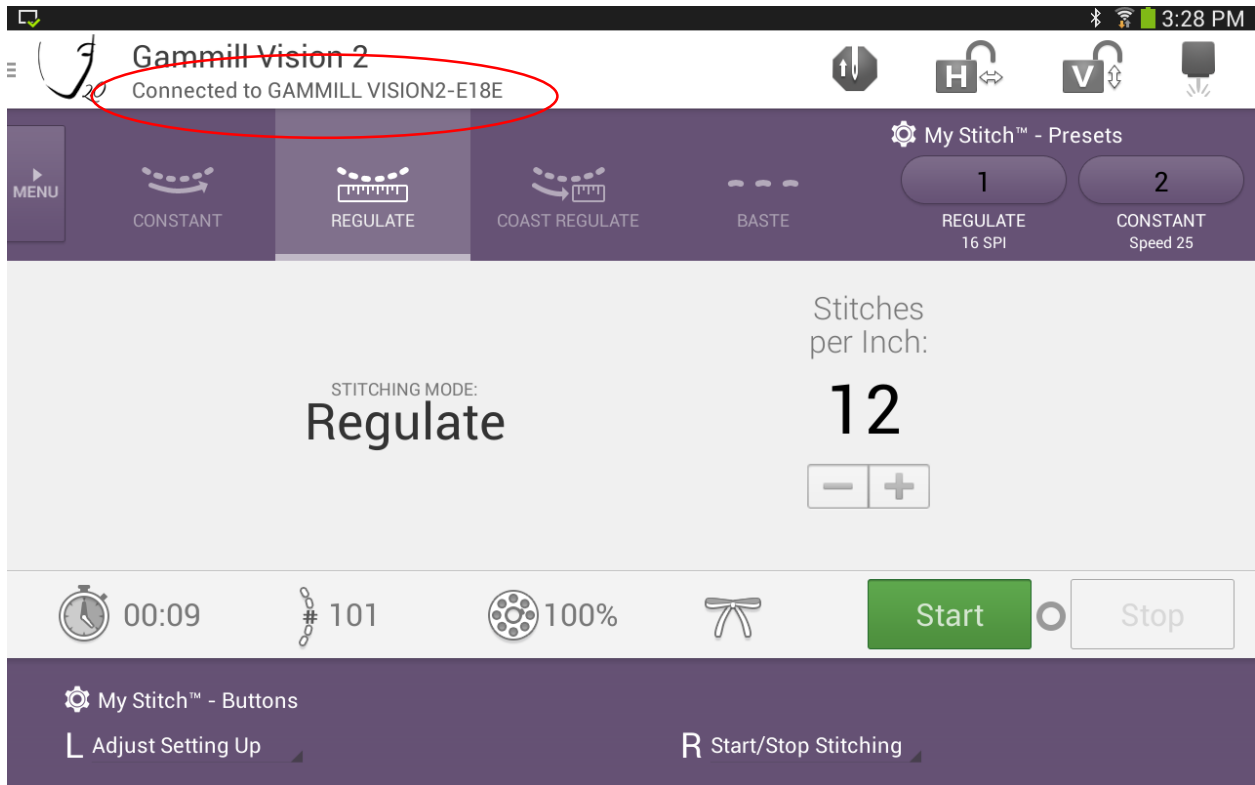 3:28 PM
20
Gammill Vision 2
Connected to GAMMILL VISION2-E18E
H
V
MENU
CONSTANT
REGULATE
COAST REGULATE
BASTE
My Stitch™ - Presets
1
2
REGULATE
16 SPI
CONSTANT
Speed 25
STITCHING MODE:
Regulate
Stitches
per Inch:
12
00:09
# 101
100%
Start
Stop
My Stitch™ - Buttons
L Adjust Setting Up
R Start/Stop Stitching